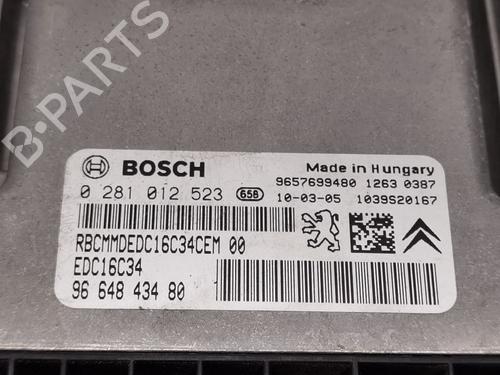 B-PARTS
BOSCH
Made in Hungary
0 281 012 523 658
9657699480 1263 0387
10-03-05 1039S20167
RBCMMDEDC16C34CEM 00
EDC16C34
96 648 434 80